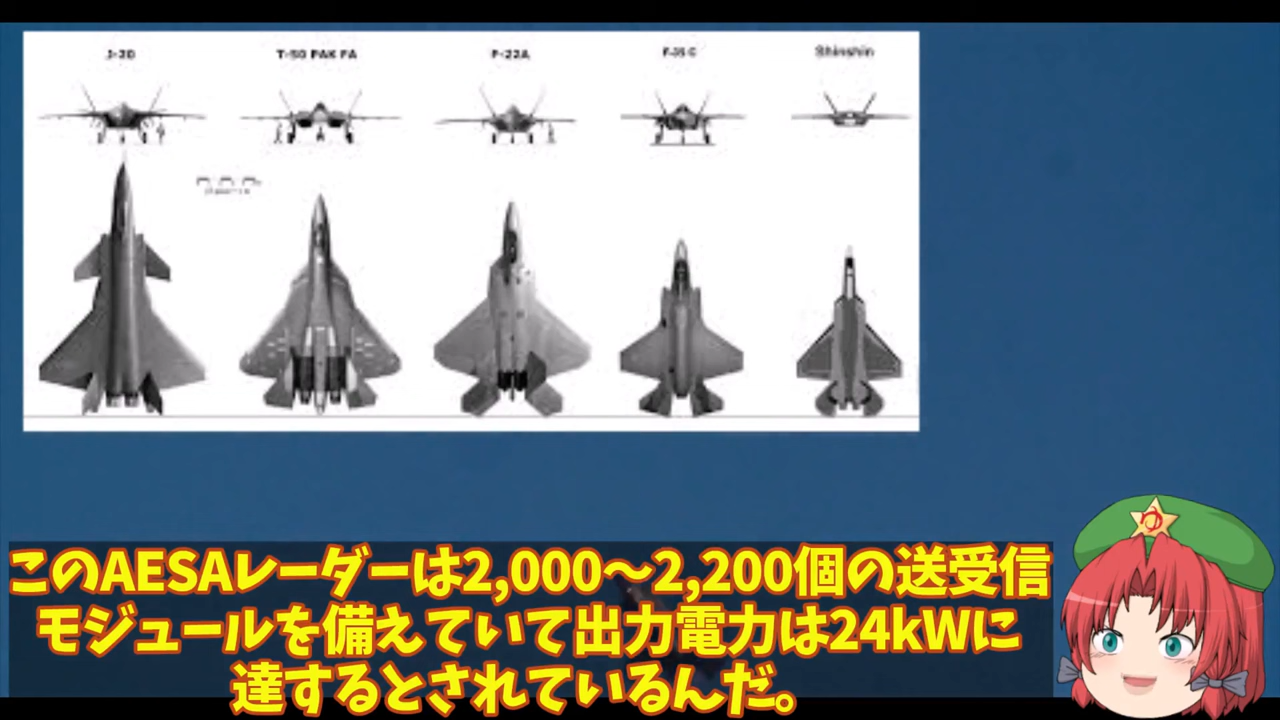 J-20
T-50 PAK FA
F-22A
F-35 C
Shinshin
このAESAレーダーは2,000～2,200個の送受信
モジュールを備えていて出力電力は24kWに
達するとされているんだ。